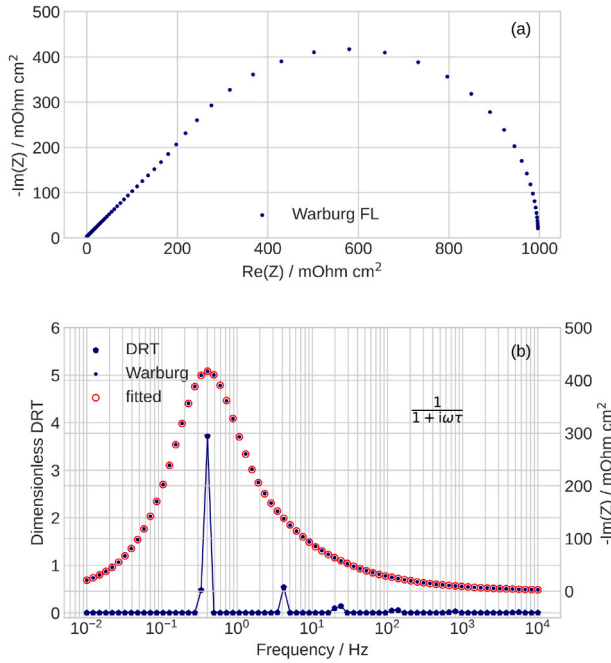 500
400
300
200
100
0
-Im(Z) / mOhm cm²
(a)
Warburg FL
0 200 400 600 800 1000
Re(Z) / mOhm cm²
6
5
4
3
2
1
0
Dimensionless DRT
DRT
Warburg
fitted
(b)
1
1 + iωτ
500
400
300
200
100
0
-Im(Z) / mOhm cm²
10⁻² 10⁻¹ 10⁰ 10¹ 10² 10³ 10⁴
Frequency / Hz